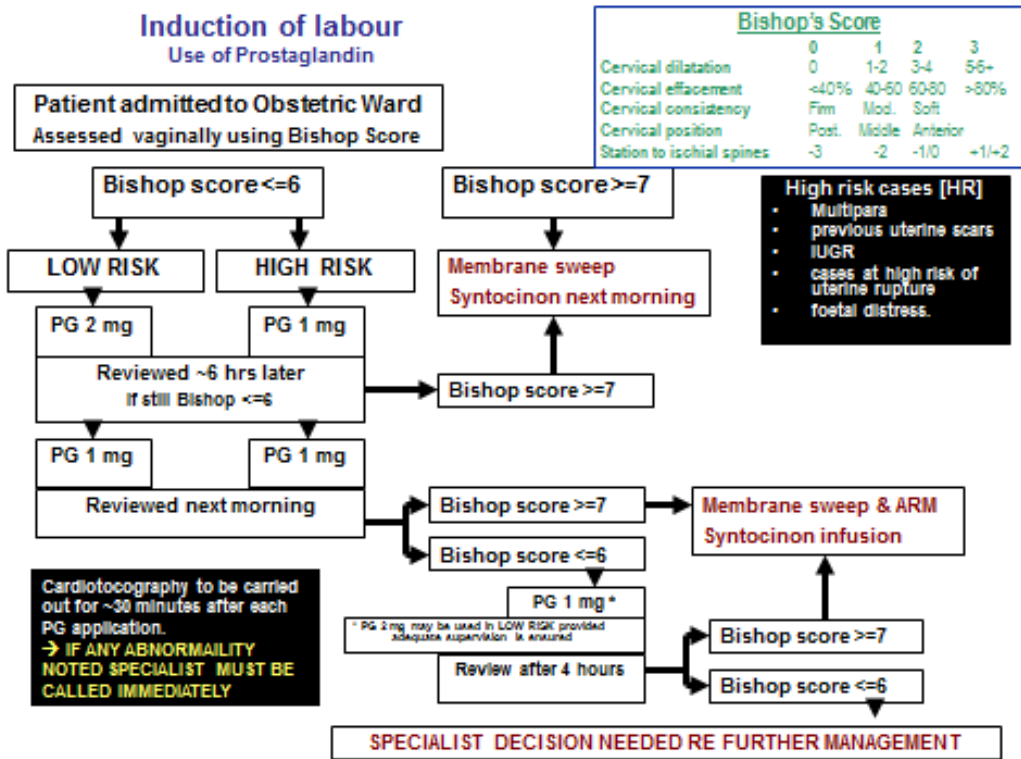 Induction of labour
Use of Prostaglandin
Bishop's Score
0 1 2 3
Cervical dilatation 0 1-2 3-4 5-6+
Cervical effacement <40% 40-60 60-80 >80%
Cervical consistency Firm Mod. Soft
Cervical position Post. Middle Anterior
Station to ischial spines -3 -2 -1/0 +1/+2
Patient admitted to Obstetric Ward
Assessed vaginally using Bishop Score
Bishop score <=6
Bishop score >=7
High risk cases [HR]
• Multipara
• previous uterine scars
• IUGR
• cases at high risk of
uterine rupture
• foetal distress.
LOW RISK
HIGH RISK
Membrane sweep
Syntocinon next morning
PG 2 mg
PG 1 mg
Reviewed ~6 hrs later
If still Bishop <=6
Bishop score >=7
PG 1 mg
PG 1 mg
Reviewed next morning
Bishop score >=7
Bishop score <=6
Membrane sweep & ARM
Syntocinon infusion
Cardiotocography to be carried
out for ~30 minutes after each
PG application.
→ IF ANY ABNORMAILITY
NOTED SPECIALIST MUST BE
CALLED IMMEDIATELY
PG 1 mg *
* PG 2 mg may be used in LOW RISK provided
adequate supervision is ensured
Review after 4 hours
Bishop score >=7
Bishop score <=6
SPECIALIST DECISION NEEDED RE FURTHER MANAGEMENT